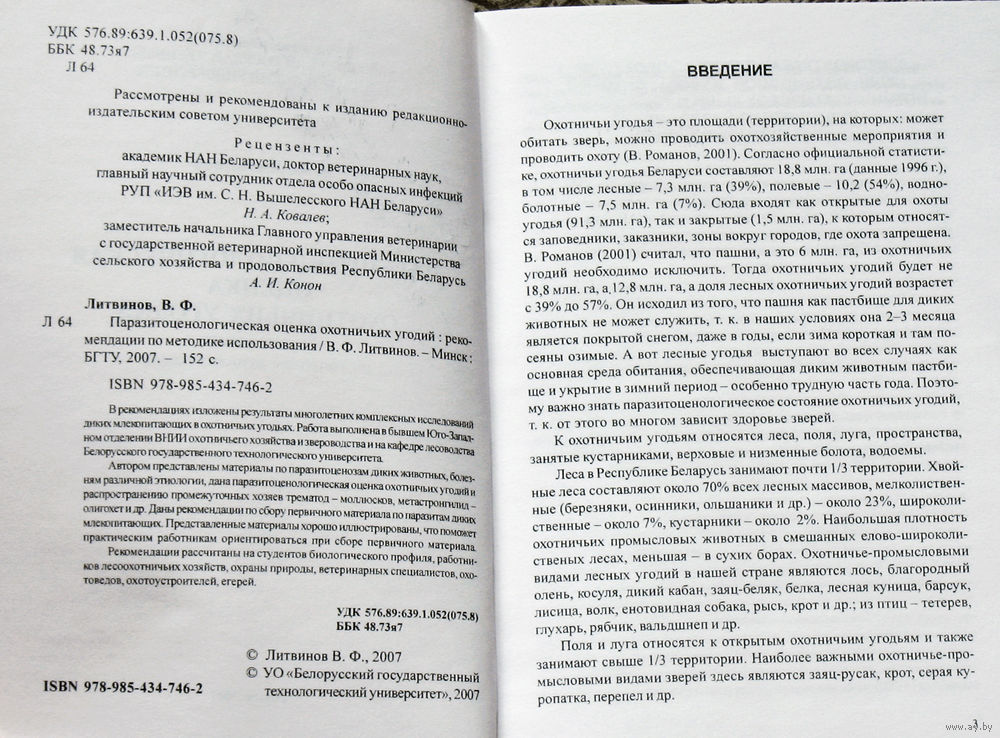 УДК 576.89:639.1.052(075.8)
ББК 48.73я7
Л 64
Рассмотрены и рекомендованы к изданию редакционно-
издательским советом университета
Рецензенты:
академик НАН Беларуси, доктор ветеринарных наук,
главный научный сотрудник отдела особо опасных инфекций
РУП «ИЭВ им. С. Н. Вышелесского НАН Беларуси»
Н. А. Ковалев;
заместитель начальника Главного управления ветеринарии –
с государственной ветеринарной инспекцией Министерства
сельского хозяйства и продовольствия Республики Беларусь
А. И. Конон
Литвинов, В. Ф.
Л 64 Паразитоценологическая оценка охотничьих угодий : реко-
мендации по методике использования / В. Ф. Литвинов. – Минск :
БГТУ, 2007. – 152 с.
ISBN 978-985-434-746-2
В рекомендациях изложены результаты многолетних комплексных исследований
диких млекопитающих в охотничьих угодьях. Работа выполнена в бывшем Юго-Запад-
ном отделении ВНИИ охотничьего хозяйства и звероводства и на кафедре лесоводства
Белорусского государственного технологического университета.
Автором представлены материалы по паразитоценозам диких животных, болез-
ням различной этиологии, дана паразитоценологическая оценка охотничьих угодий и
распространению промежуточных хозяев трематод – моллюсков, метастронгилид –
олигохет и др. Даны рекомендации по сбору первичного материала по паразитам диких
млекопитающих. Представленные материалы хорошо иллюстрированы, что поможет
практическим работникам ориентироваться при сборе первичного материала.
Рекомендации рассчитаны на студентов биологического профиля, работни-
ков лесоохотничьих хозяйств, охраны природы, ветеринарных специалистов, охо-
товедов, охотоустроителей, егерей.
УДК 576.89:639.1.052(075.8)
ББК 48.73я7
© Литвинов В. Ф., 2007
© УО «Белорусский государственный
технологический университет», 2007
ISBN 978-985-434-746-2
ВВЕДЕНИЕ
Охотничьи угодья – это площади (территории), на которых: может
обитать зверь, можно проводить охотхозяйственные мероприятия и
проводить охоту (В. Романов, 2001). Согласно официальной статисти-
ке, охотничьи угодья Беларуси составляют 18,8 млн. га (данные 1996 г.),
в том числе лесные – 7,3 млн. га (39%), полевые – 10,2 (54%), водно-
болотные – 7,5 млн. га (7%). Сюда входят как открытые для охоты
угодья (91,3 млн. га), так и закрытые (1,5 млн. га), к которым относят-
ся заповедники, заказники, зоны вокруг городов, где охота запрещена.
В. Романов (2001) считал, что пашни, а это 6 млн. га, из охотничьих
угодий необходимо исключить. Тогда охотничьих угодий будет не
18,8 млн. га, а 12,8 млн. га, а доля лесных охотничьих угодий возрастет
с 39% до 57%. Он исходил из того, что пашня как пастбище для диких
животных не может служить, т. к. в наших условиях она 2–3 месяца
является покрытой снегом, даже в годы, если зима короткая и там по-
сеяны озимые. А вот лесные угодья выступают во всех случаях как
основная среда обитания, обеспечивающая диким животным пастби-
ще и укрытие в зимний период – особенно трудную часть года. Поэто-
му важно знать паразитоценологическое состояние охотничьих угодий,
т. к. от этого во многом зависит здоровье зверей.
К охотничьим угодьям относятся леса, поля, луга, пространства,
занятые кустарниками, верховые и низменные болота, водоемы.
Леса в Республике Беларусь занимают почти 1/3 территории. Хвой-
ные леса составляют около 70% всех лесных массивов, мелколиствен-
ные (березняки, осинники, ольшаники и др.) – около 23%, широколи-
ственные – около 7%, кустарники – около 2%. Наибольшая плотность
охотничьих промысловых животных в смешанных елово-широколи-
ственных лесах, меньшая – в сухих борах. Охотничье-промысловыми
видами лесных угодий в нашей стране являются лось, благородный
олень, косуля, дикий кабан, заяц-беляк, белка, лесная куница, барсук,
лисица, волк, енотовидная собака, рысь, крот и др.; из птиц – тетерев,
глухарь, рябчик, вальдшнеп и др.
Поля и луга относятся к открытым охотничьим угодьям и также
занимают свыше 1/3 территории. Наиболее важными охотничье-про-
мысловыми видами зверей здесь являются заяц-русак, крот, серая ку-
ропатка, перепел и др.
3
www.ay.by